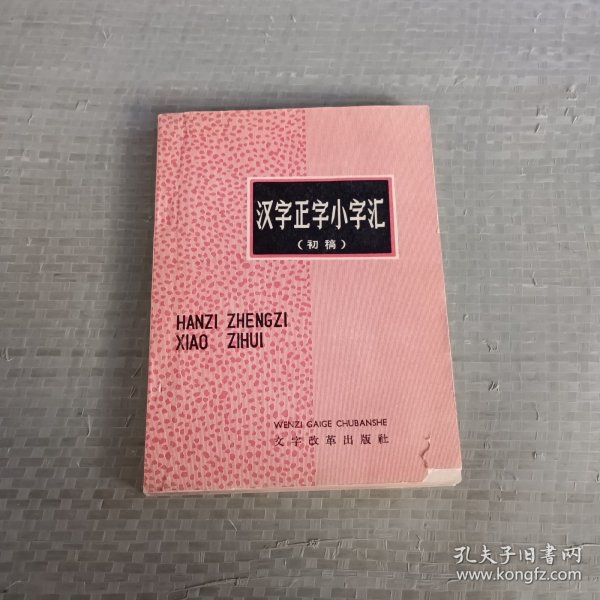 汉字正字小字汇
（初稿）
HANZI ZHENGZI
XIAO ZIHUI
WENZI GAIGE CHUBANSHE
文字改革出版社
孔夫子旧书网
www.kongfz.com